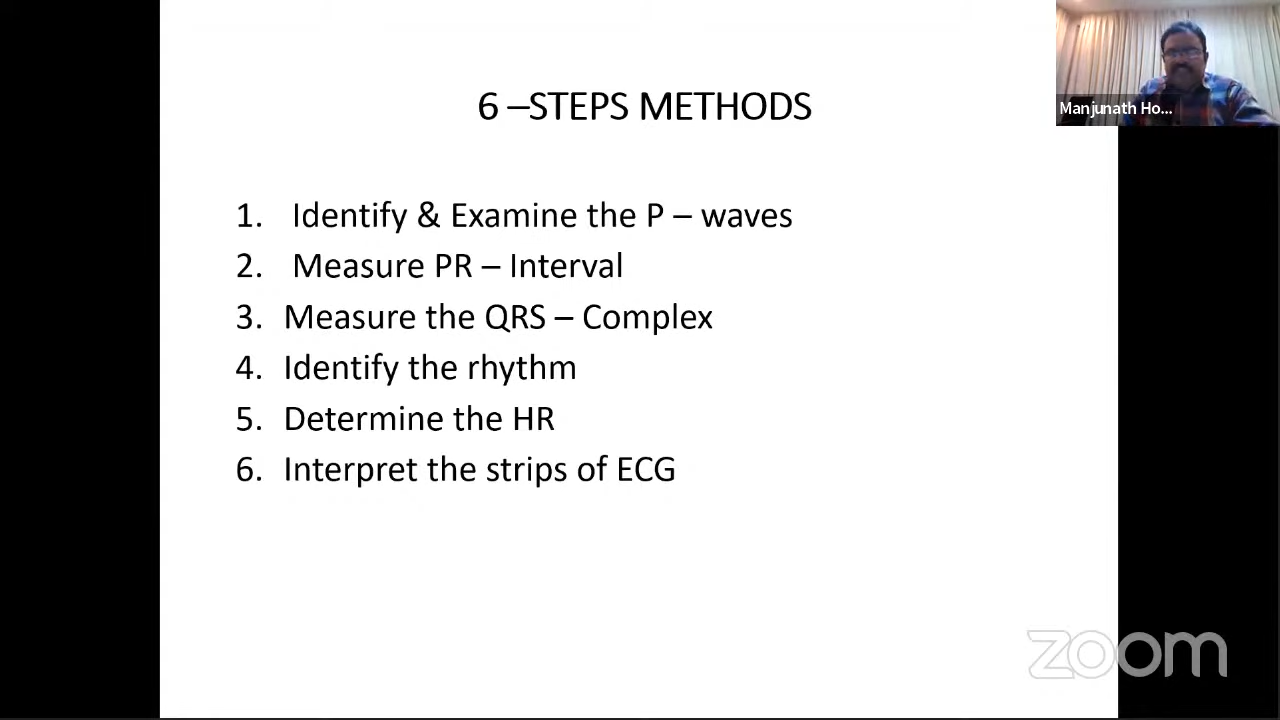 Manjunath Ho...
6 –STEPS METHODS
1. Identify & Examine the P – waves
2. Measure PR – Interval
3. Measure the QRS – Complex
4. Identify the rhythm
5. Determine the HR
6. Interpret the strips of ECG
zoom